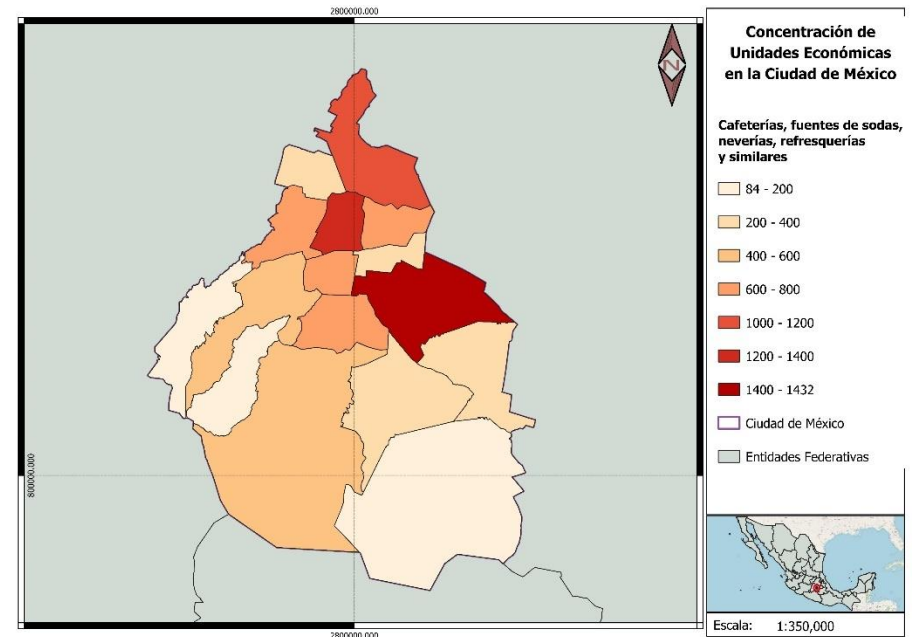 2800000.000
Concentración de
Unidades Económicas
en la Ciudad de México
N
Cafeterías, fuentes de sodas,
neverías, refresquerías
y similares
84 - 200
200 - 400
400 - 600
600 - 800
1000 - 1200
1200 - 1400
1400 - 1432
Ciudad de México
Entidades Federativas
800000.000
Escala: 1:350,000
2800000.000